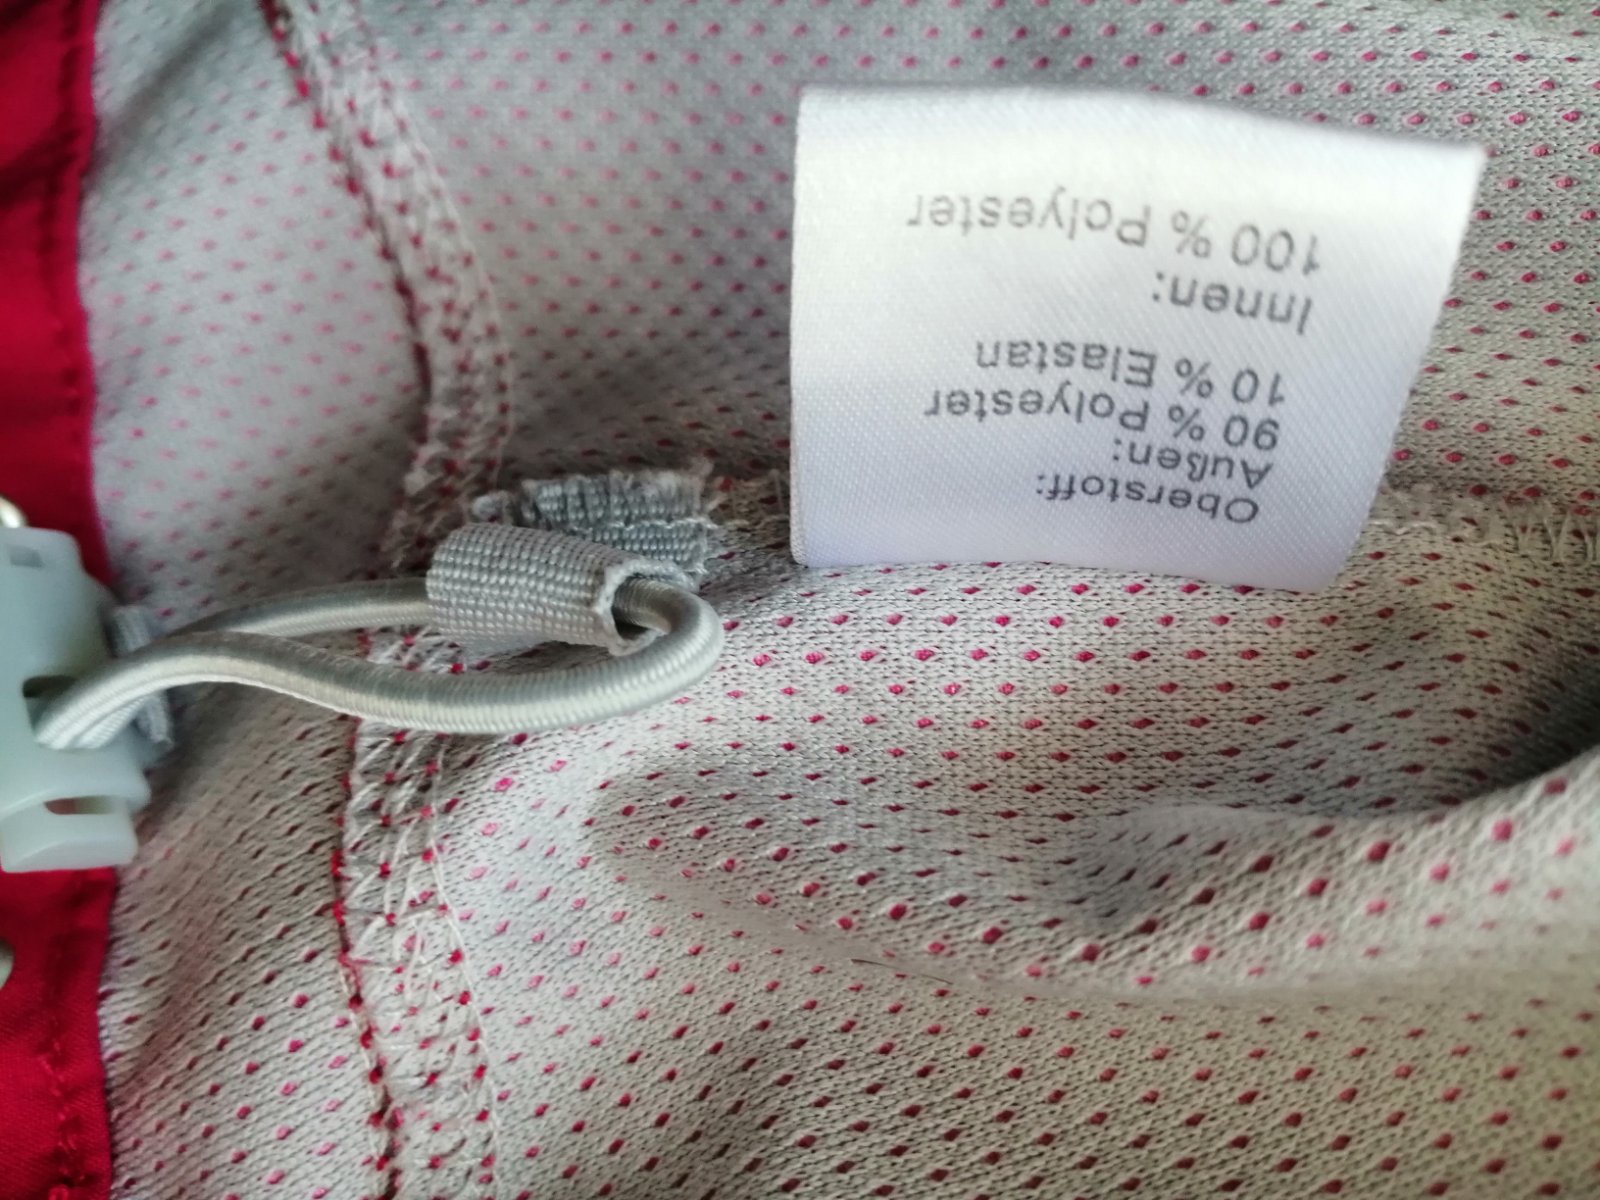 Oberstoff:
Außen:
90 % Polyester
10 % Elastan
Innen:
100 % Polyester